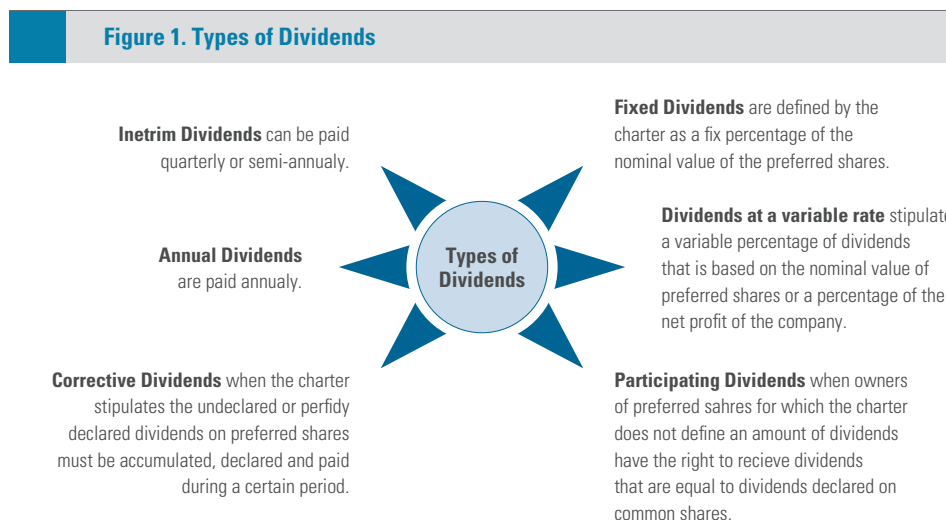 Figure 1. Types of Dividends
Inetrim Dividends can be paid
quarterly or semi-annualy.
Annual Dividends
are paid annualy.
Corrective Dividends when the charter
stipulates the undeclared or perfidy
declared dividends on preferred shares
must be accumulated, declared and paid
during a certain period.
Types of
Dividends
Fixed Dividends are defined by the
charter as a fix percentage of the
nominal value of the preferred shares.
Dividends at a variable rate stipulate
a variable percentage of dividends
that is based on the nominal value of
preferred shares or a percentage of the
net profit of the company.
Participating Dividends when owners
of preferred sahres for which the charter
does not define an amount of dividends
have the right to recieve dividends
that are equal to dividends declared on
common shares.